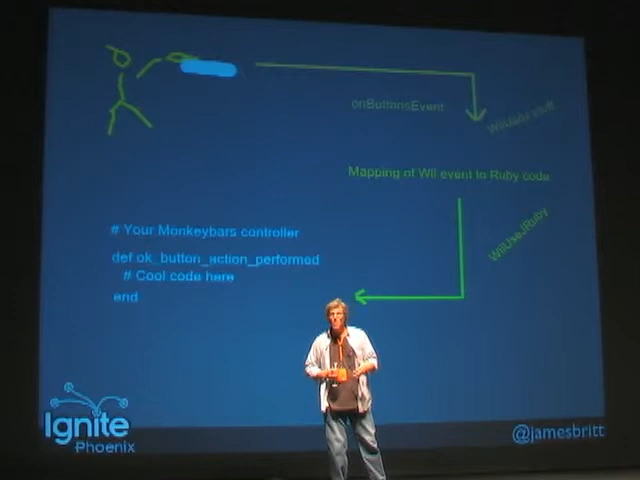 onButtonsEvent
Mapping of WiI event to Ruby code
WiiUseJRuby
# Your Monkeybars controller
def ok_button_action_performed
# Cool code here
end
Ignite
Phoenix
@jamesbritt